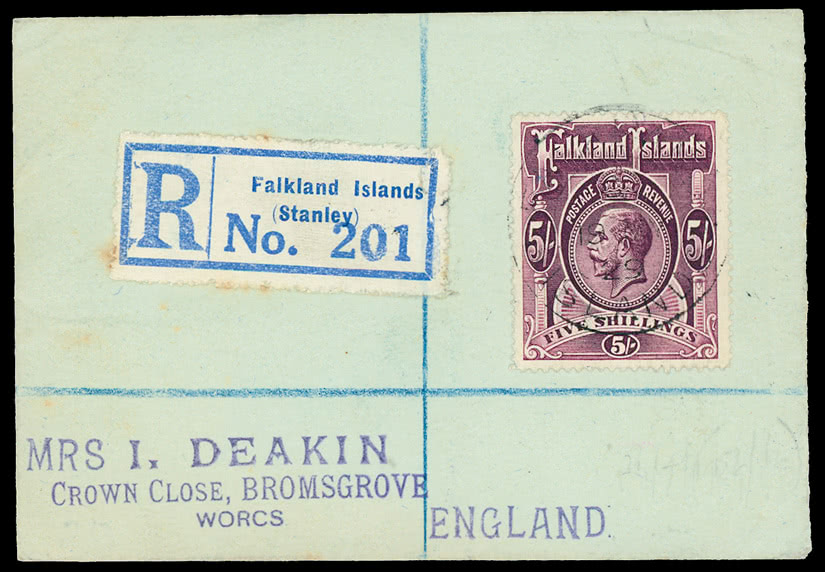 R
Falkland Islands
(Stanley)
No. 201
Falkland Islands
POSTAGE REVENUE
5/- 5/-
FIVE SHILLINGS
5/-
MRS I. DEAKIN
CROWN CLOSE, BROMSGROVE
WORCS
ENGLAND.